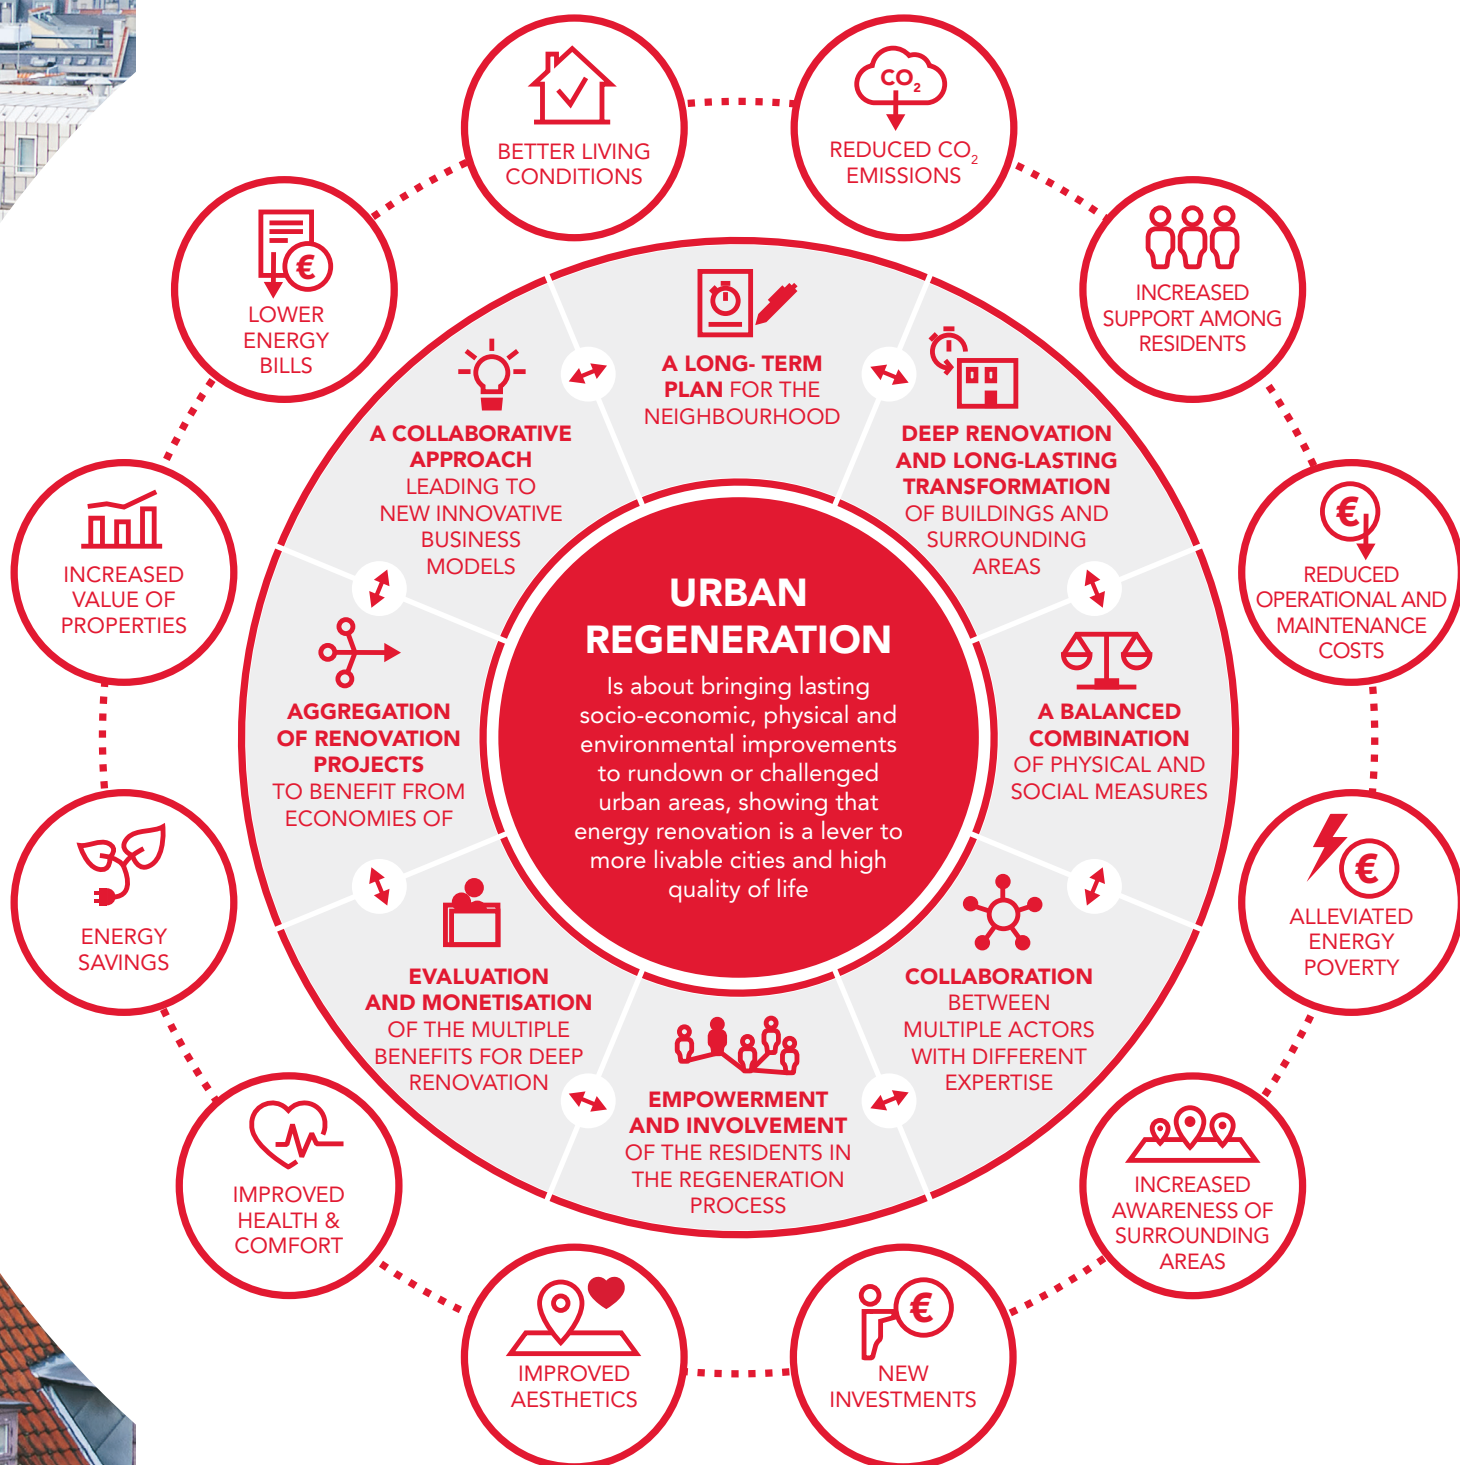 BETTER LIVING
CONDITIONS
CO2
REDUCED CO2
EMISSIONS
INCREASED
SUPPORT AMONG
RESIDENTS
€
REDUCED
OPERATIONAL AND
MAINTENANCE
COSTS
€
ALLEVIATED
ENERGY
POVERTY
INCREASED
AWARENESS OF
SURROUNDING
AREAS
€
NEW
INVESTMENTS
IMPROVED
AESTHETICS
IMPROVED
HEALTH &
COMFORT
ENERGY
SAVINGS
INCREASED
VALUE OF
PROPERTIES
€
LOWER
ENERGY
BILLS
A LONG- TERM
PLAN FOR THE
NEIGHBOURHOOD
DEEP RENOVATION
AND LONG-LASTING
TRANSFORMATION
OF BUILDINGS AND
SURROUNDING
AREAS
A BALANCED
COMBINATION
OF PHYSICAL AND
SOCIAL MEASURES
COLLABORATION
BETWEEN
MULTIPLE ACTORS
WITH DIFFERENT
EXPERTISE
EMPOWERMENT
AND INVOLVEMENT
OF THE RESIDENTS IN
THE REGENERATION
PROCESS
EVALUATION
AND MONETISATION
OF THE MULTIPLE
BENEFITS FOR DEEP
RENOVATION
AGGREGATION
OF RENOVATION
PROJECTS
TO BENEFIT FROM
ECONOMIES OF
A COLLABORATIVE
APPROACH
LEADING TO
NEW INNOVATIVE
BUSINESS
MODELS
URBAN
REGENERATION
Is about bringing lasting
socio-economic, physical and
environmental improvements
to rundown or challenged
urban areas, showing that
energy renovation is a lever to
more livable cities and high
quality of life